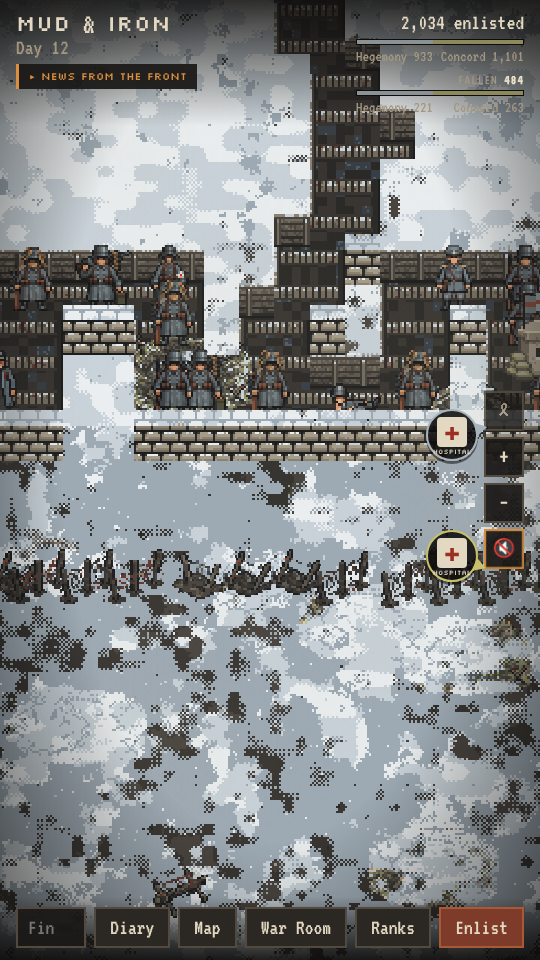 MUD & IRON
Day 12
▸ NEWS FROM THE FRONT
2,034 enlisted
Hegemony 933 Concord 1,101
FALLEN 484
Hegemony 221 Concord 263
HOSPITAL
+
-
HOSPITAL
Fin
Diary
Map
War Room
Ranks
Enlist